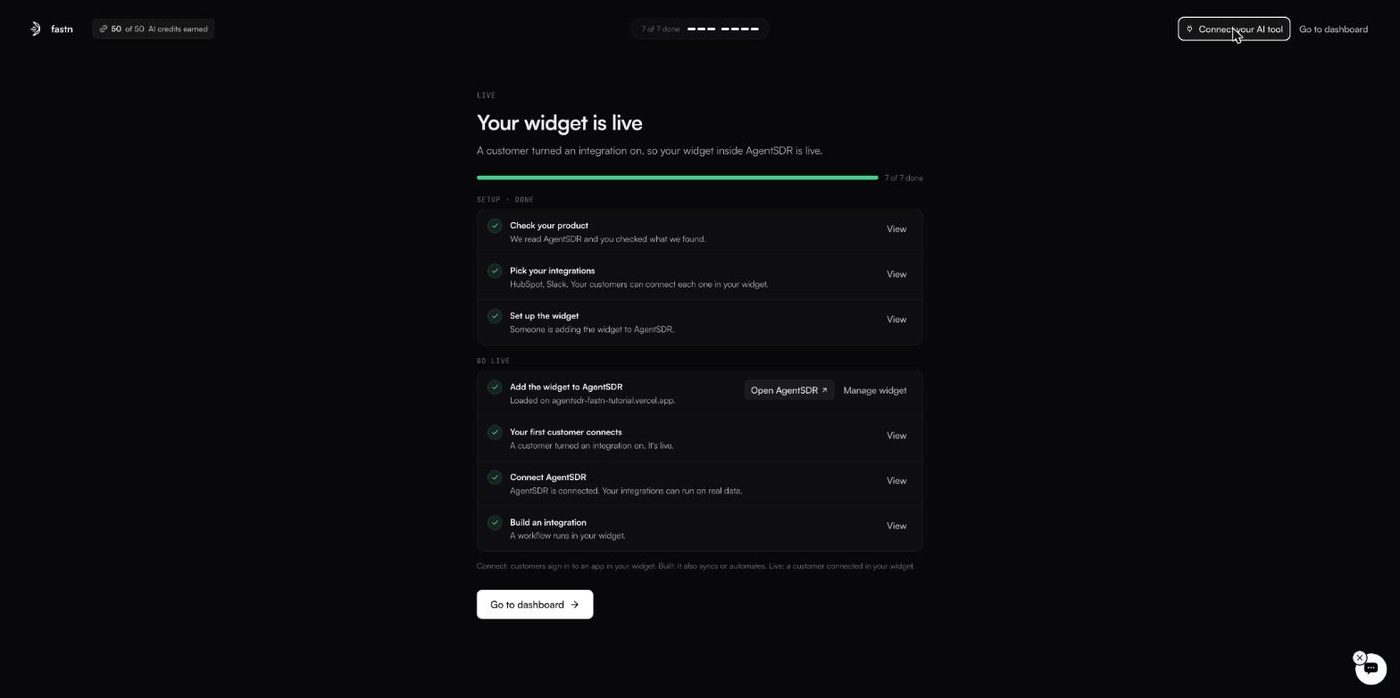 fastn
50 of 50 AI credits earned
7 of 7 done
Connect your AI tool
Go to dashboard
LIVE
Your widget is live
A customer turned an integration on, so your widget inside AgentSDR is live.
7 of 7 done
SETUP · DONE
Check your product
We read AgentSDR and you checked what we found.
View
Pick your integrations
HubSpot, Slack. Your customers can connect each one in your widget.
View
Set up the widget
Someone is adding the widget to AgentSDR.
View
GO LIVE
Add the widget to AgentSDR
Loaded on agentsdr-fastn-tutorial.vercel.app.
Open AgentSDR ↗
Manage widget
Your first customer connects
A customer turned an integration on. It's live.
View
Connect AgentSDR
AgentSDR is connected. Your integrations can run on real data.
View
Build an integration
A workflow runs in your widget.
View
Connect: customers sign in to an app in your widget. Built: it also syncs or automates. Live: a customer connected in your widget.
Go to dashboard →